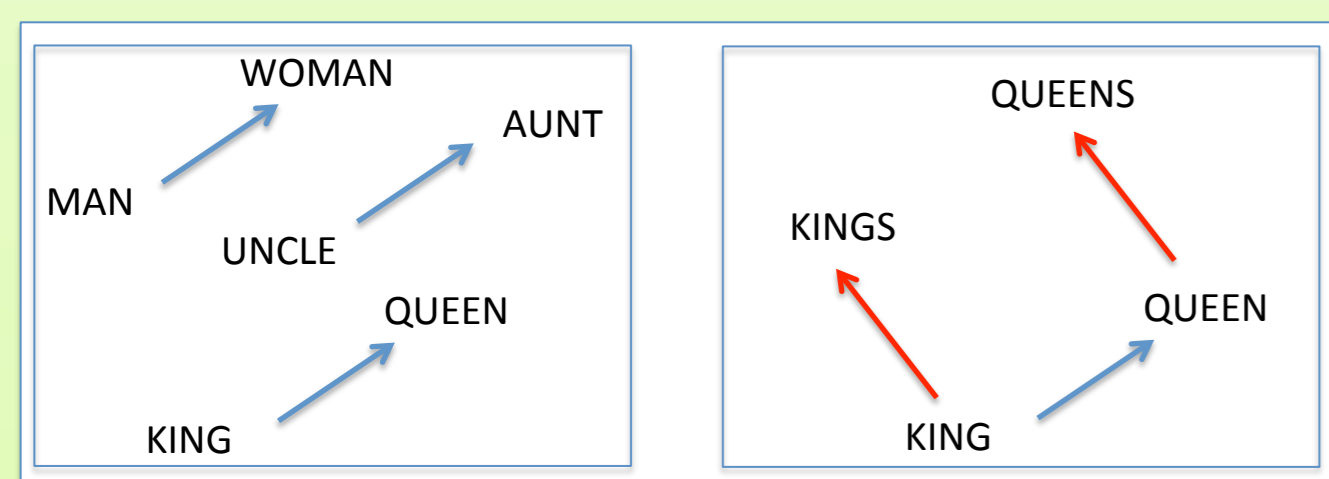 WOMAN
AUNT
MAN
UNCLE
QUEEN
KING
QUEENS
KINGS
QUEEN
KING